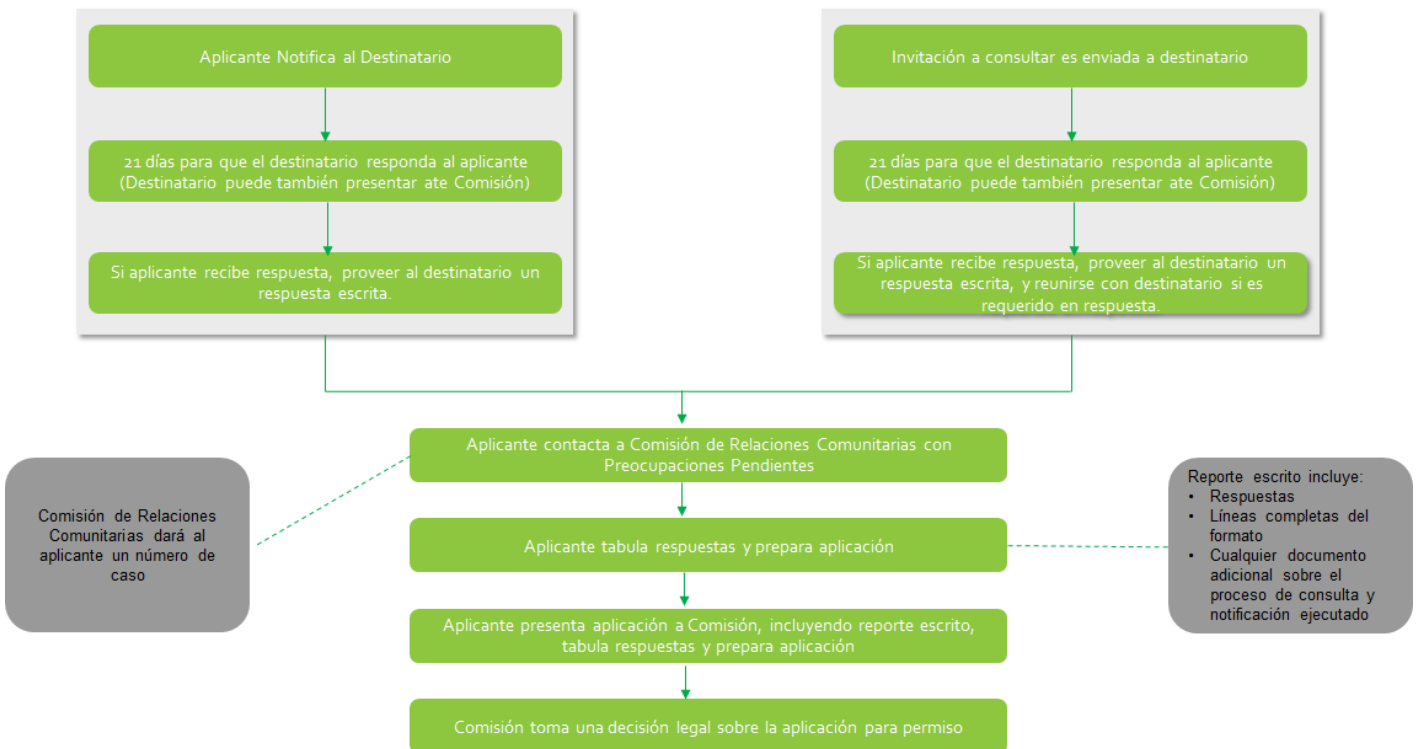 Aplicante Notifica al Destinatario
21 días para que el destinatario responda al aplicante
(Destinatario puede también presentar ate Comisión)
Si aplicante recibe respuesta, proveer al destinatario un
respuesta escrita.
Invitación a consultar es enviada a destinatario
21 días para que el destinatario responda al aplicante
(Destinatario puede también presentar ate Comisión)
Si aplicante recibe respuesta, proveer al destinatario un
respuesta escrita, y reunirse con destinatario si es
requerido en respuesta.
Aplicante contacta a Comisión de Relaciones Comunitarias con
Preocupaciones Pendientes
Comisión de Relaciones
Comunitarias dará al
aplicante un número de
caso
Aplicante tabula respuestas y prepara aplicación
Reporte escrito incluye:
• Respuestas
• Líneas completas del
formato
• Cualquier documento
adicional sobre el
proceso de consulta y
notificación ejecutado
Aplicante presenta aplicación a Comisión, incluyendo reporte escrito,
tabula respuestas y prepara aplicación
Comisión toma una decisión legal sobre la aplicación para permiso